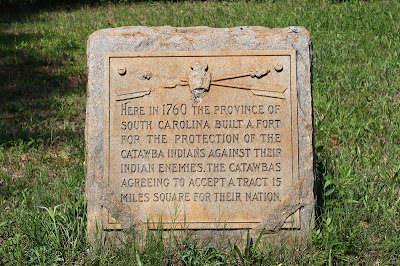 HERE IN 1760 THE PROVINCE OF
SOUTH CAROLINA BUILT A FORT
FOR THE PROTECTION OF THE
CATAWBA INDIANS AGAINST THEIR
INDIAN ENEMIES. THE CATAWBAS
AGREEING TO ACCEPT A TRACT 15
MILES SQUARE FOR THEIR NATION